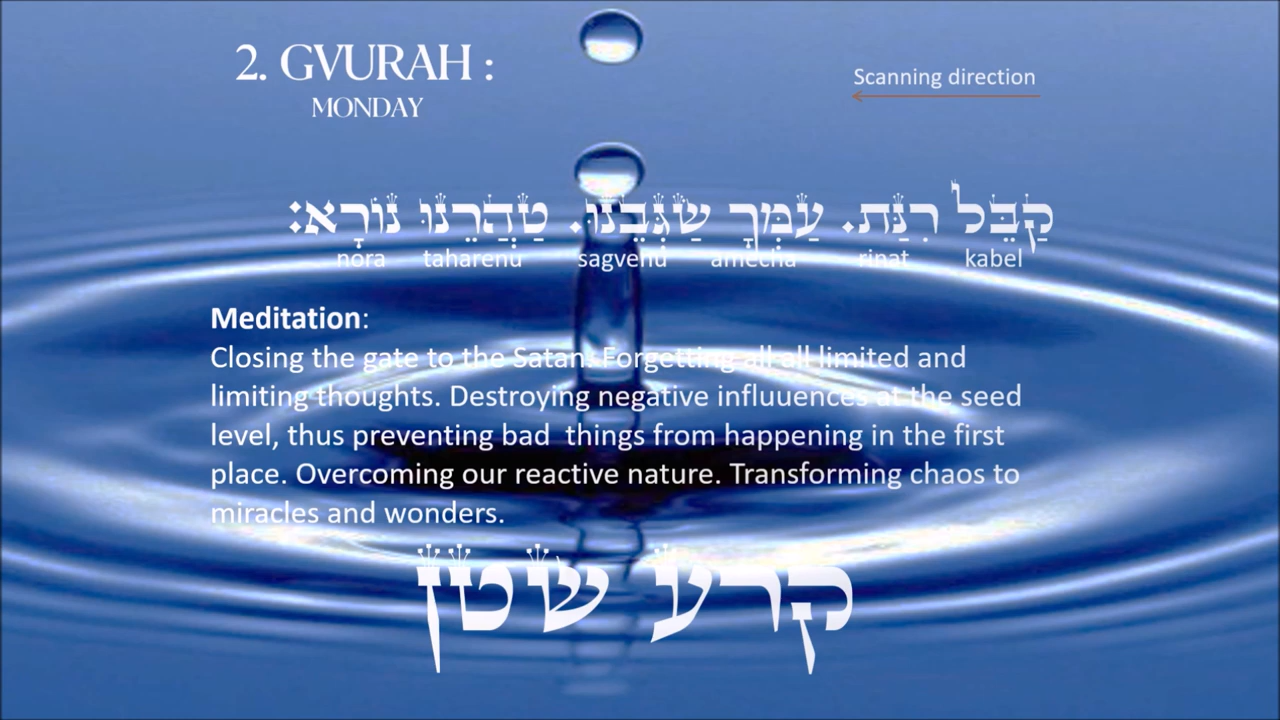 2. GVURAH :
MONDAY
Scanning direction
קַבֵּל רִנַּת. עַמְּךָ שַׂגְּבֵנוּ. טַהֲרֵנוּ נוֹרָא:
nora taharenu sagvenu amecha rinat kabel
Meditation:
Closing the gate to the Satan. Forgetting all all limited and
limiting thoughts. Destroying negative influuences at the seed
level, thus preventing bad things from happening in the first
place. Overcoming our reactive nature. Transforming chaos to
miracles and wonders.
קרע שטן